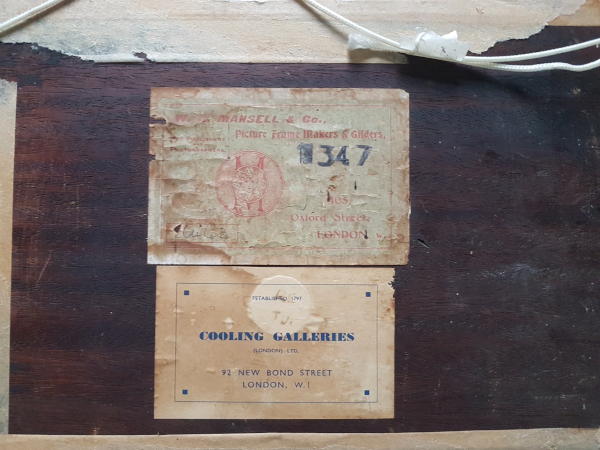 W. A. MANSELL & Co.,
Picture Frame Makers & Gilders,
1347
405,
Oxford Street,
LONDON, W.
ESTABLISHED 1797
T.J.
COOLING GALLERIES
(LONDON) LTD.
92 NEW BOND STREET
LONDON, W.1